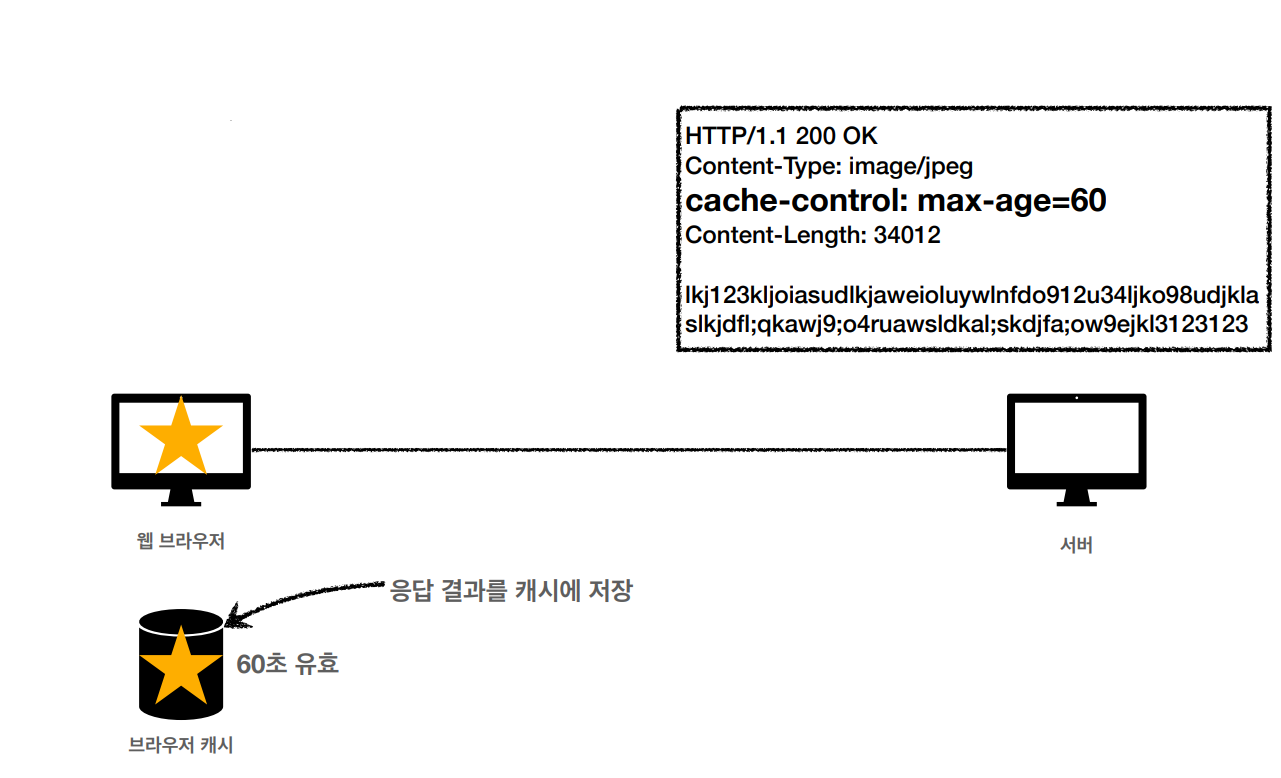 HTTP/1.1 200 OK
Content-Type: image/jpeg
cache-control: max-age=60
Content-Length: 34012
lkj123kljoiasudlkjaweioluywlnfdo912u34ljko98udjkla
slkjdfl;qkawj9;o4ruawsldkal;skdjfa;ow9ejkl3123123
웹 브라우저
서버
응답 결과를 캐시에 저장
60초 유효
브라우저 캐시